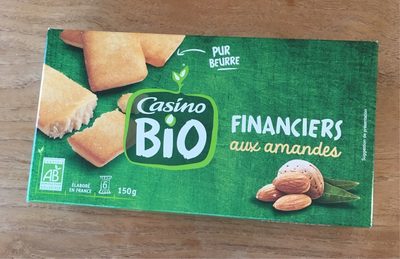 PUR
BEURRE
Casino
BiO
FINANCIERS
aux amandes
Suggestion de présentation
AB
ÉLABORÉ
EN FRANCE
6
150g